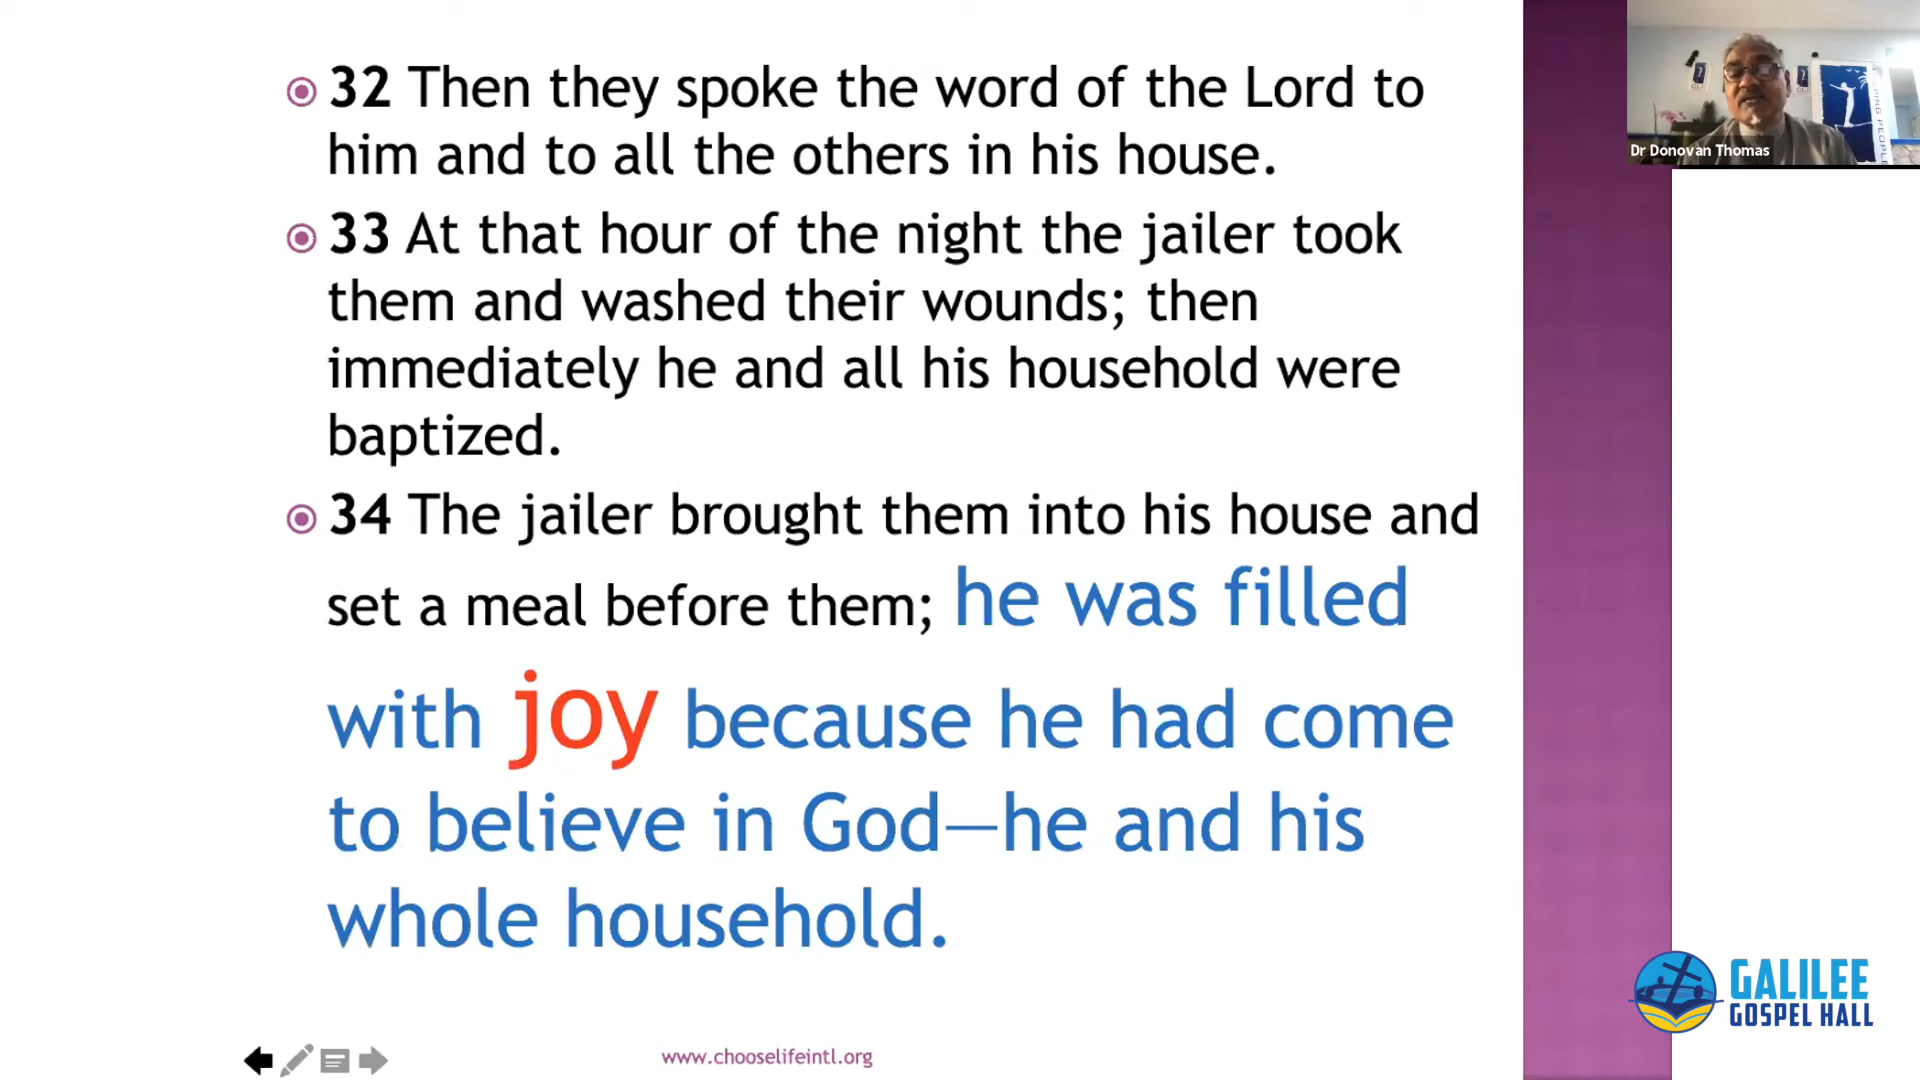 32 Then they spoke the word of the Lord to
him and to all the others in his house.
33 At that hour of the night the jailer took
them and washed their wounds; then
immediately he and all his household were
baptized.
34 The jailer brought them into his house and
set a meal before them; he was filled
with joy because he had come
to believe in God—he and his
whole household.
www.chooselifeintl.org
Dr Donovan Thomas
GALILEE
GOSPEL HALL